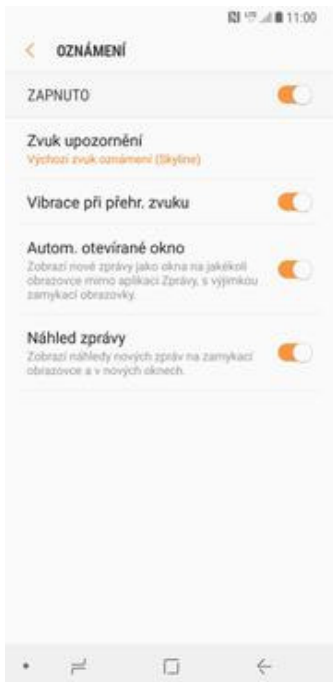 LTE 11:00
OZNÁMENÍ
ZAPNUTO
Zvuk upozornění
Výchozí zvuk oznámení (Skyline)
Vibrace při přehr. zvuku
Autom. otevírané okno
Zobrazí nové zprávy jako okna na jakékoli
obrazovce mimo aplikaci Zprávy, s výjimkou
zamykací obrazovky.
Náhled zprávy
Zobrazí náhledy nových zpráv na zamykací
obrazovce a v nových oknech.